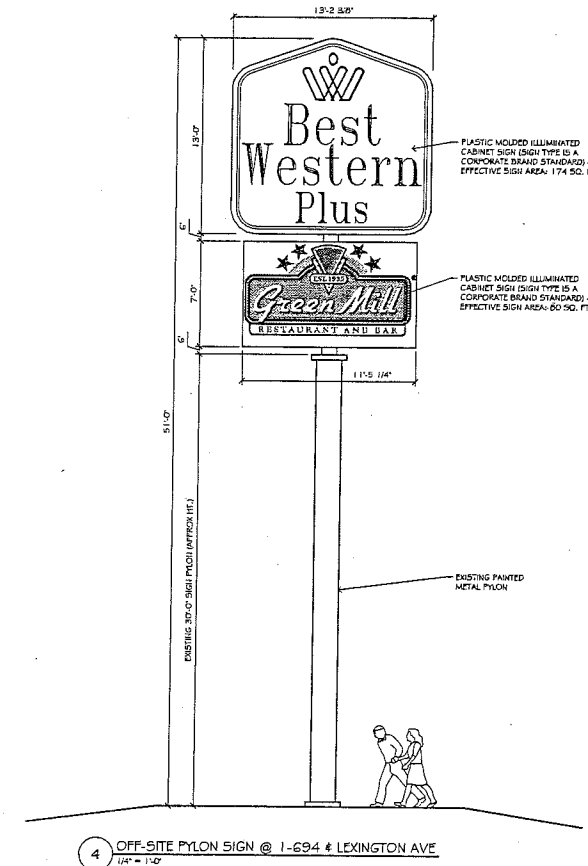 13'-2 3/8"
13'-0"
Best
Western
Plus
PLASTIC MOLDED ILLUMINATED
CABINET SIGN (SIGN TYPE IS A
CORPORATE BRAND STANDARD)
EFFECTIVE SIGN AREA: 174 SQ.
6"
7'-0"
EST. 1935
Green Mill
RESTAURANT AND BAR
PLASTIC MOLDED ILLUMINATED
CABINET SIGN (SIGN TYPE IS A
CORPORATE BRAND STANDARD)
EFFECTIVE SIGN AREA: 80 SQ. FT
6"
11'-5 1/4"
51'-0"
EXISTING 30'-0" SIGN PYLON (APPROX HT.)
EXISTING PAINTED
METAL PYLON
4 OFF-SITE PYLON SIGN @ I-694 & LEXINGTON AVE
1/4" = 1'-0"